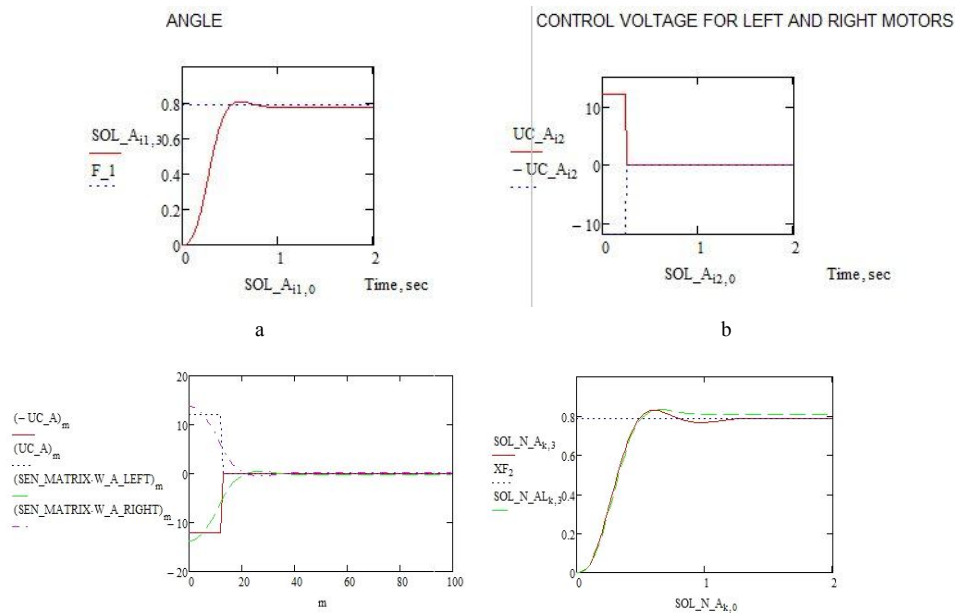 ANGLE
CONTROL VOLTAGE FOR LEFT AND RIGHT MOTORS
0.8
SOL_A_{i1,3}
0.6
F_1
0.4
0.2
0
0 1 2
SOL_A_{i1,0}
Time, sec
10
UC_A_{i2}
0
−UC_A_{i2}
−10
0 1 2
SOL_A_{i2,0}
Time, sec
a
b
20
(−UC_A)_m
10
(UC_A)_m
(SEN_MATRIX·W_A_LEFT)_m
0
(SEN_MATRIX·W_A_RIGHT)_m
−10
−20
0 20 40 60 80 100
m
0.8
SOL_N_A_{k,3}
0.6
XF_2
0.4
SOL_N_AL_{k,3}
0.2
0
0 1 2
SOL_N_A_{k,0}